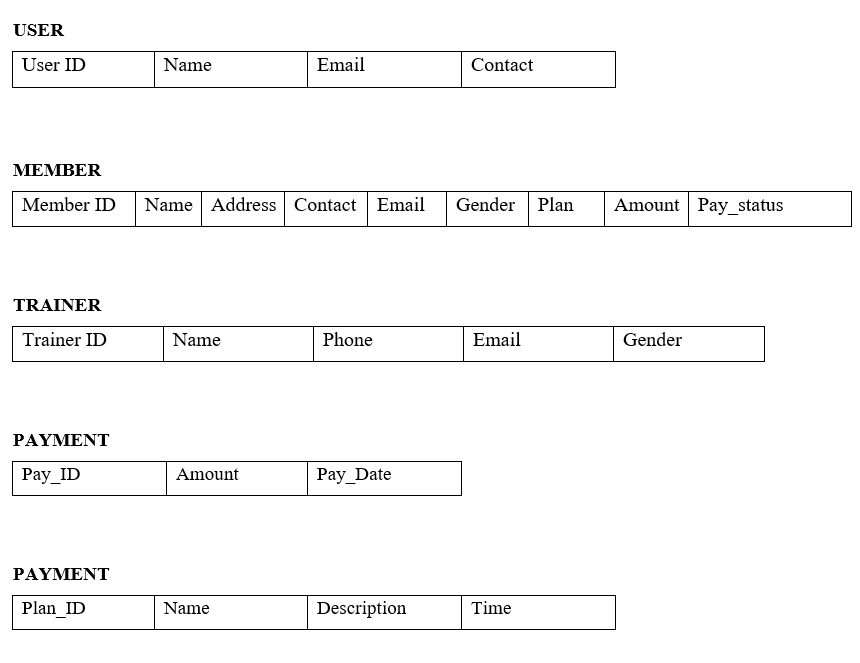 USER
User ID Name Email Contact
MEMBER
Member ID Name Address Contact Email Gender Plan Amount Pay_status
TRAINER
Trainer ID Name Phone Email Gender
PAYMENT
Pay_ID Amount Pay_Date
PAYMENT
Plan_ID Name Description Time